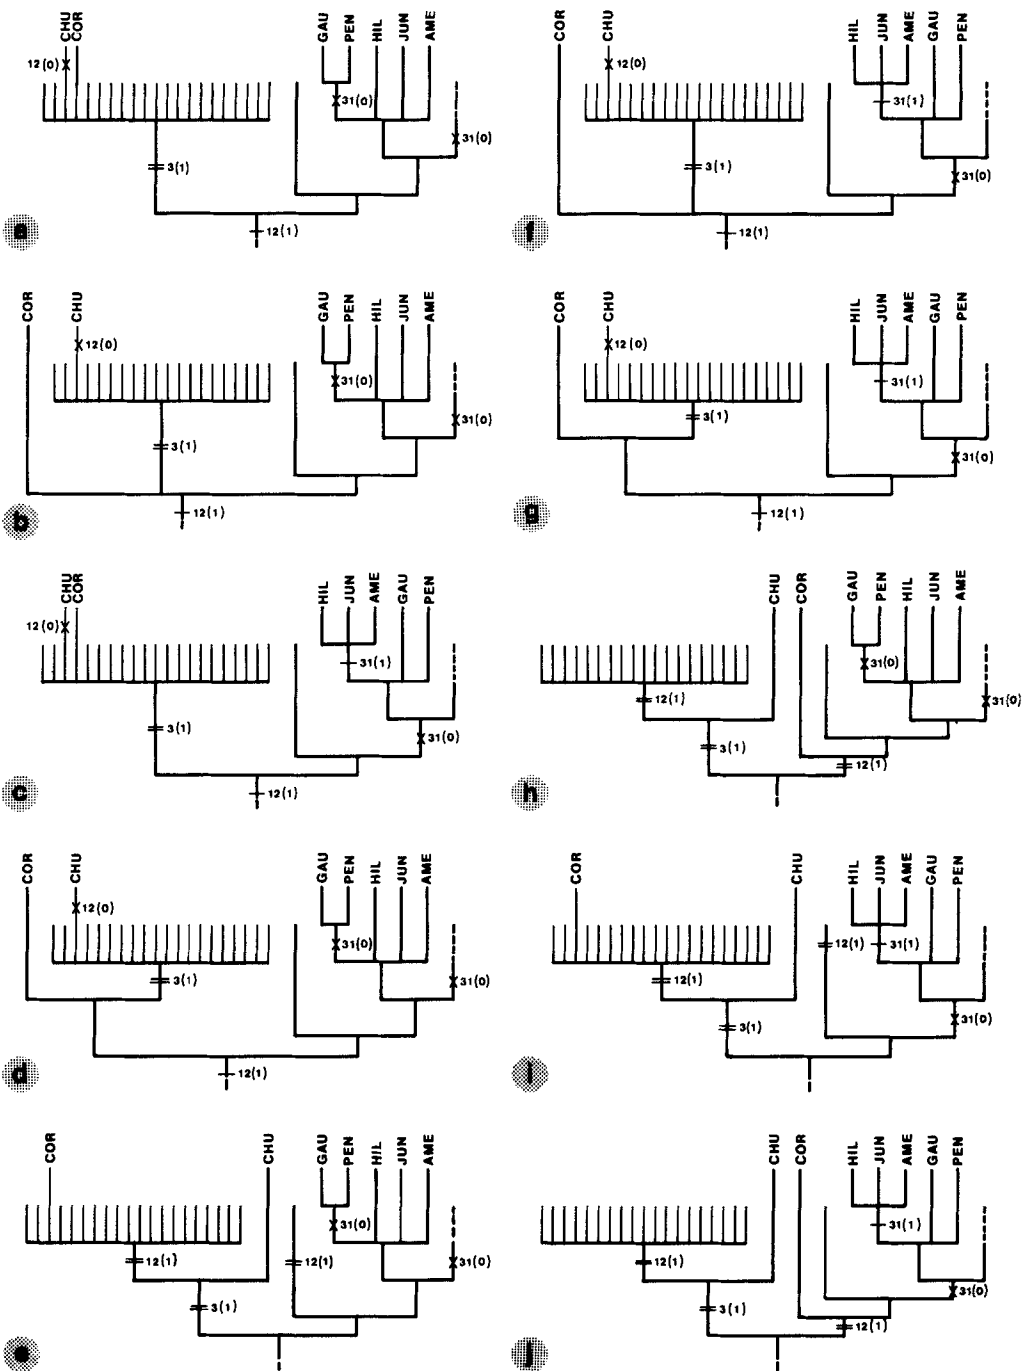 CHU COR
12(0)
GAU PEN HIL JUN AME
31(0)
31(0)
3(1)
12(1)
a
COR CHU
12(0)
HIL JUN AME GAU PEN
31(1)
3(1)
31(0)
12(1)
f
COR CHU
12(0)
GAU PEN HIL JUN AME
31(0)
31(0)
3(1)
12(1)
b
COR CHU
12(0)
HIL JUN AME GAU PEN
31(1)
3(1)
31(0)
12(1)
g
CHU COR
12(0)
HIL JUN AME GAU PEN
31(1)
3(1)
31(0)
12(1)
c
CHU COR GAU PEN HIL JUN AME
31(0)
12(1)
31(0)
3(1)
12(1)
h
COR CHU
12(0)
GAU PEN HIL JUN AME
31(0)
3(1)
31(0)
12(1)
d
COR CHU HIL JUN AME GAU PEN
12(1) 31(1)
12(1)
3(1)
31(0)
i
COR CHU GAU PEN HIL JUN AME
31(0)
12(1) 12(1)
31(0)
3(1)
e
CHU COR HIL JUN AME GAU PEN
31(1)
12(1)
31(0)
3(1)
12(1)
j